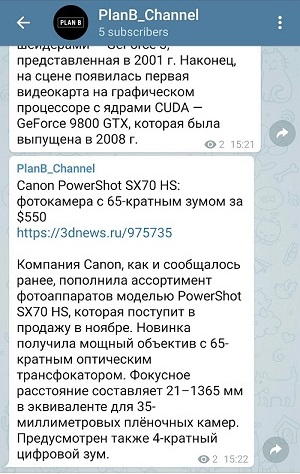 PLAN B
PlanB_Channel
5 subscribers
шейдерами — GeForce 3,
представленная в 2001 г. Наконец,
на сцене появилась первая
видеокарта на графическом
процессоре с ядрами CUDA —
GeForce 9800 GTX, которая была
выпущена в 2008 г.
2 15:21
PlanB_Channel
Canon PowerShot SX70 HS:
фотокамера с 65-кратным зумом за
$550
https://3dnews.ru/975735
Компания Canon, как и сообщалось
ранее, пополнила ассортимент
фотоаппаратов моделью PowerShot
SX70 HS, которая поступит в
продажу в ноябре. Новинка
получила мощный объектив с 65-
кратным оптическим
трансфокатором. Фокусное
расстояние составляет 21–1365 мм
в эквиваленте для 35-
миллиметровых плёночных камер.
Предусмотрен также 4-кратный
цифровой зум.
2 15:22